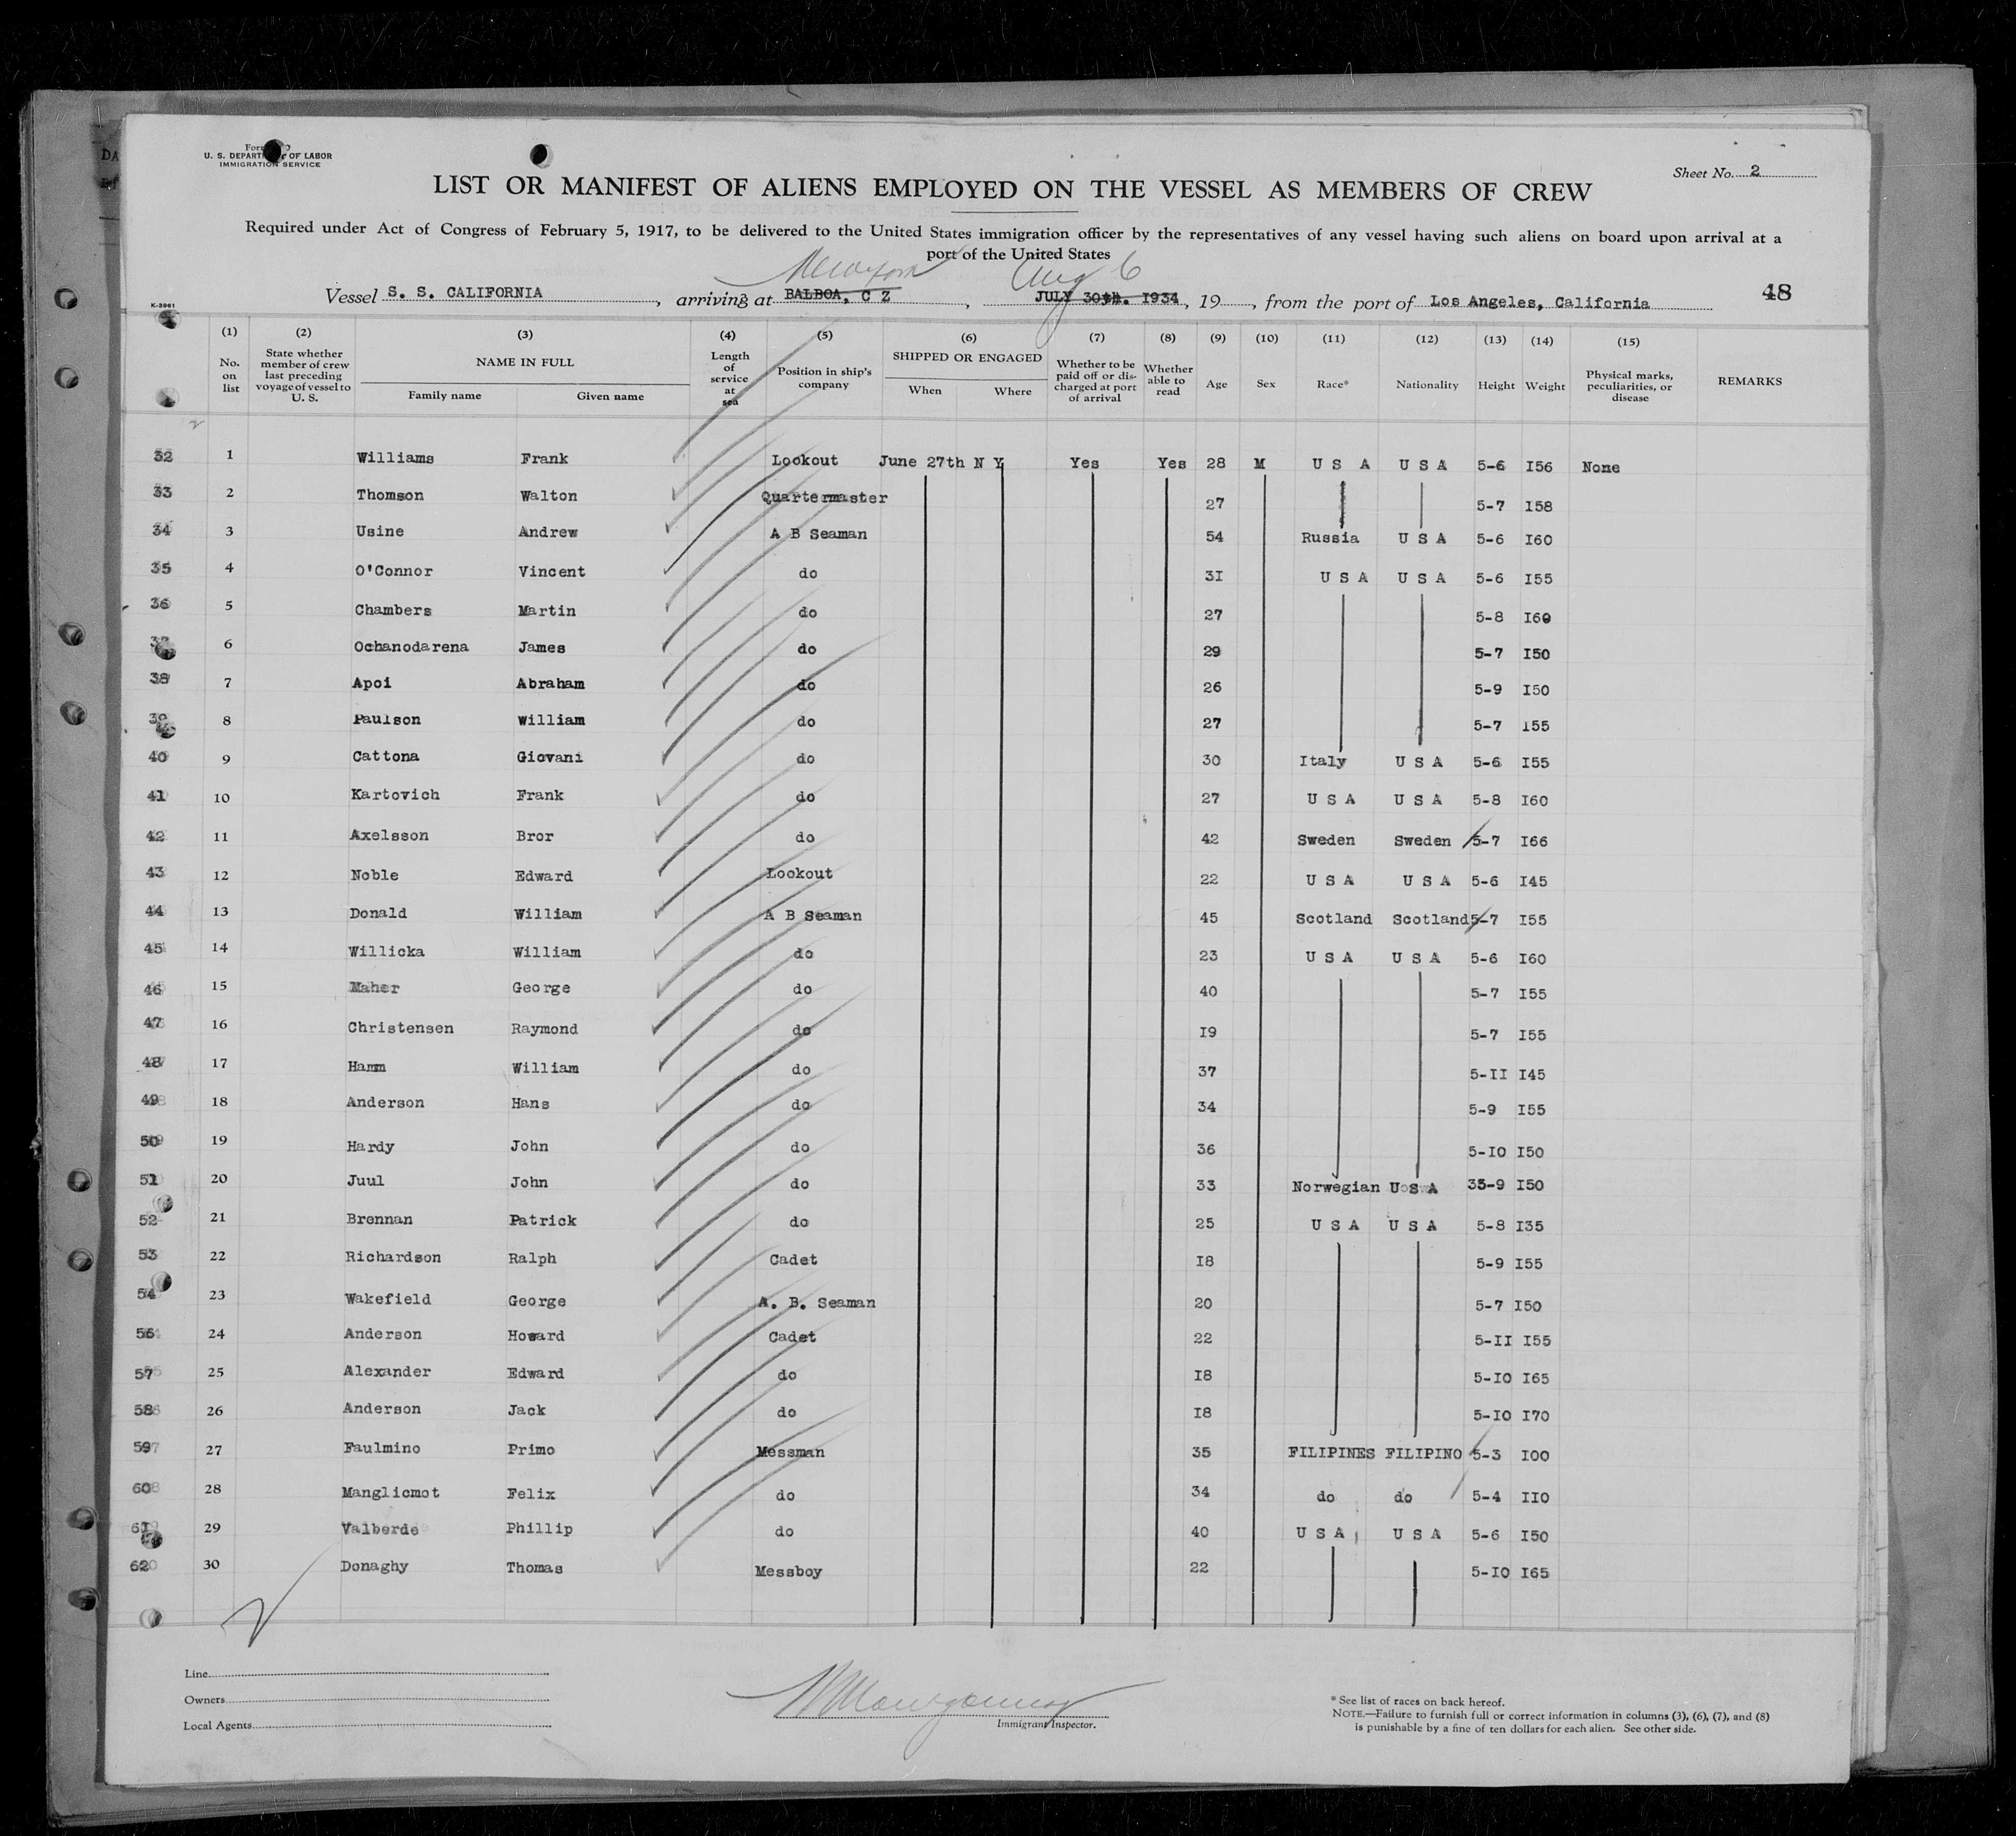 Form
U. S. DEPARTMENT OF LABOR
IMMIGRATION SERVICE
Sheet No. 2
LIST OR MANIFEST OF ALIENS EMPLOYED ON THE VESSEL AS MEMBERS OF CREW
Required under Act of Congress of February 5, 1917, to be delivered to the United States immigration officer by the representatives of any vessel having such aliens on board upon arrival at a
port of the United States
New York Aug 6
Vessel S. S. CALIFORNIA, arriving at BALBOA, C Z, JULY 30th. I934, 19, from the port of Los Angeles, California 48
K-3961
(1) (2) (3) (4) (5) (6) (7) (8) (9) (10) (11) (12) (13) (14) (15)
No. on list
State whether member of crew last preceding voyage of vessel to U. S.
NAME IN FULL
Family name Given name
Length of service at sea
Position in ship's company
SHIPPED OR ENGAGED
When Where
Whether to be paid off or discharged at port of arrival
Whether able to read
Age Sex Race* Nationality Height Weight
Physical marks, peculiarities, or disease
REMARKS
32 1 Williams Frank Lookout June 27th N Y Yes Yes 28 M U S A U S A 5-6 I56 None
33 2 Thomson Walton Quartermaster 27 5-7 I58
34 3 Usine Andrew A B Seaman 54 Russia U S A 5-6 I60
35 4 O'Connor Vincent do 3I U S A U S A 5-6 I55
36 5 Chambers Martin do 27 5-8 I60
6 Ochanodarena James do 29 5-7 I50
38 7 Apoi Abraham do 26 5-9 I50
8 Paulson William do 27 5-7 I55
40 9 Cattona Giovani do 30 Italy U S A 5-6 I55
41 10 Kartovich Frank do 27 U S A U S A 5-8 I60
42 11 Axelsson Bror do 42 Sweden Sweden 5-7 I66
43 12 Noble Edward Lookout 22 U S A U S A 5-6 I45
44 13 Donald William A B Seaman 45 Scotland Scotland 5-7 I55
45 14 Willicka William do 23 U S A U S A 5-6 I60
46 15 Maher George do 40 5-7 I55
47 16 Christensen Raymond do I9 5-7 I55
48 17 Hamm William do 37 5-II I45
49 18 Anderson Hans do 34 5-9 I55
50 19 Hardy John do 36 5-I0 I50
51 20 Juul John do 33 Norwegian U S A 35-9 I50
52 21 Brennan Patrick do 25 U S A U S A 5-8 I35
53 22 Richardson Ralph Cadet I8 5-9 I55
54 23 Wakefield George A. B. Seaman 20 5-7 I50
56 24 Anderson Howard Cadet 22 5-II I55
57 25 Alexander Edward do I8 5-I0 I65
58 26 Anderson Jack do I8 5-I0 I70
59 27 Faulmino Primo Messman 35 FILIPINES FILIPINO 5-3 I00
60 28 Manglicmot Felix do 34 do do 5-4 II0
61 29 Valberde Phillip do 40 U S A U S A 5-6 I50
62 30 Donaghy Thomas Messboy 22 5-I0 I65
Line
Owners
Local Agents
Immigrant Inspector.
* See list of races on back hereof.
NOTE.—Failure to furnish full or correct information in columns (3), (6), (7), and (8)
is punishable by a fine of ten dollars for each alien. See other side.